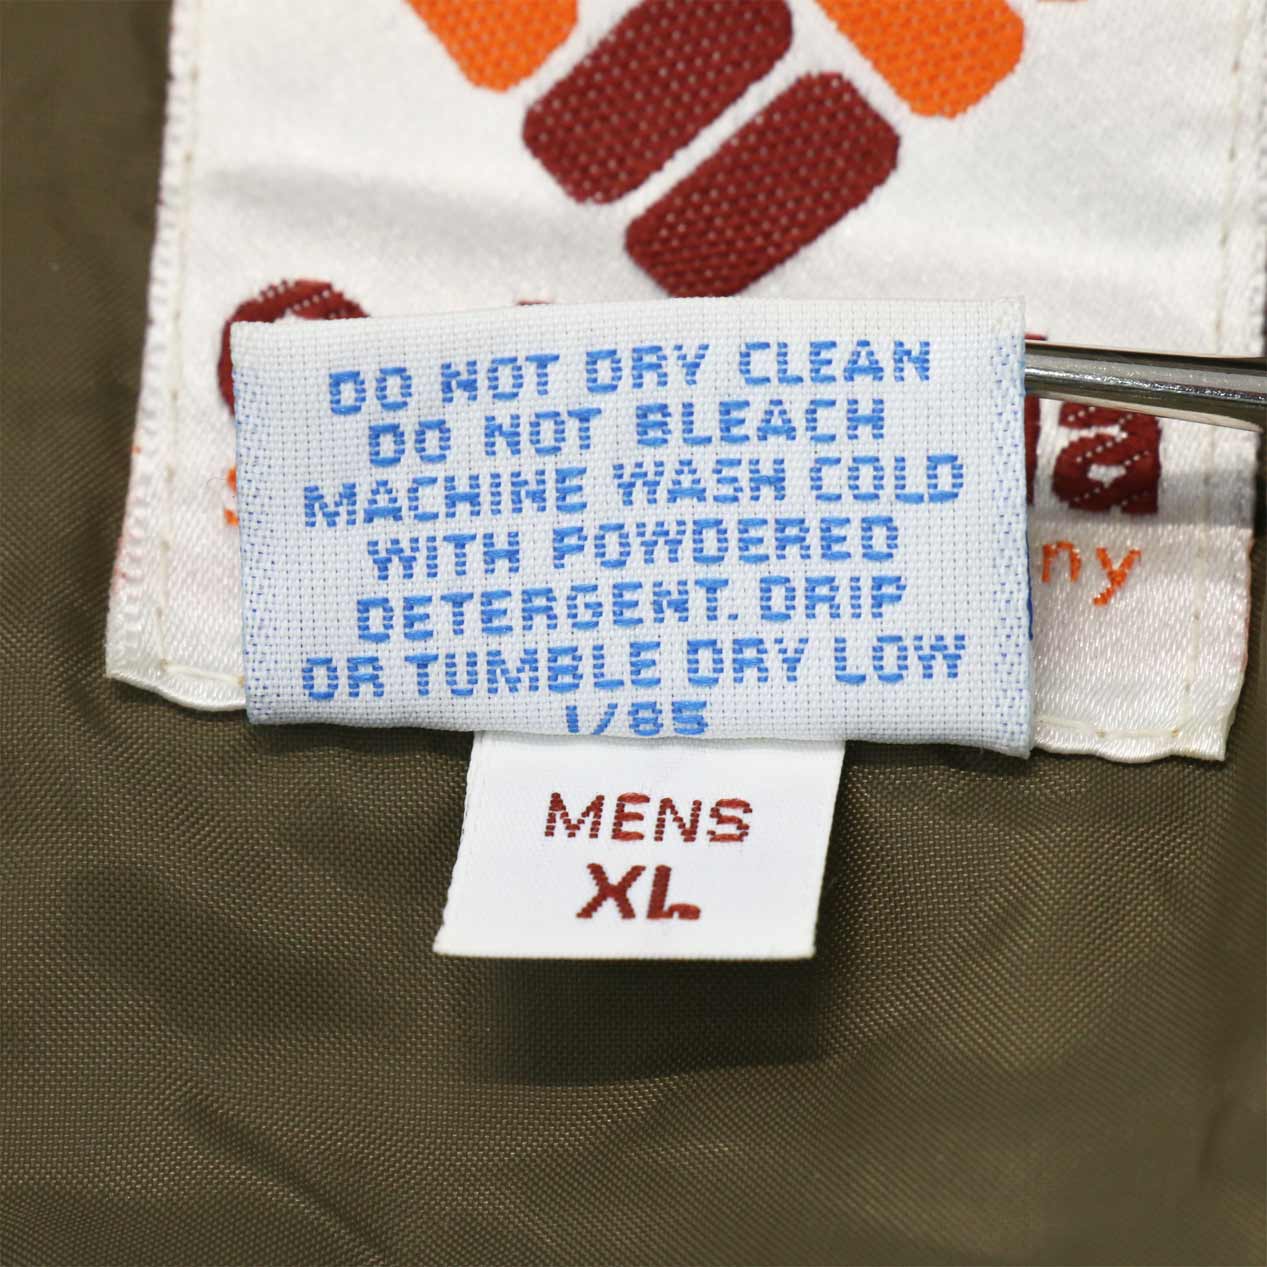 DO NOT DRY CLEAN
DO NOT BLEACH
MACHINE WASH COLD
WITH POWDERED
DETERGENT. DRIP
OR TUMBLE DRY LOW
1/85
MENS
XL